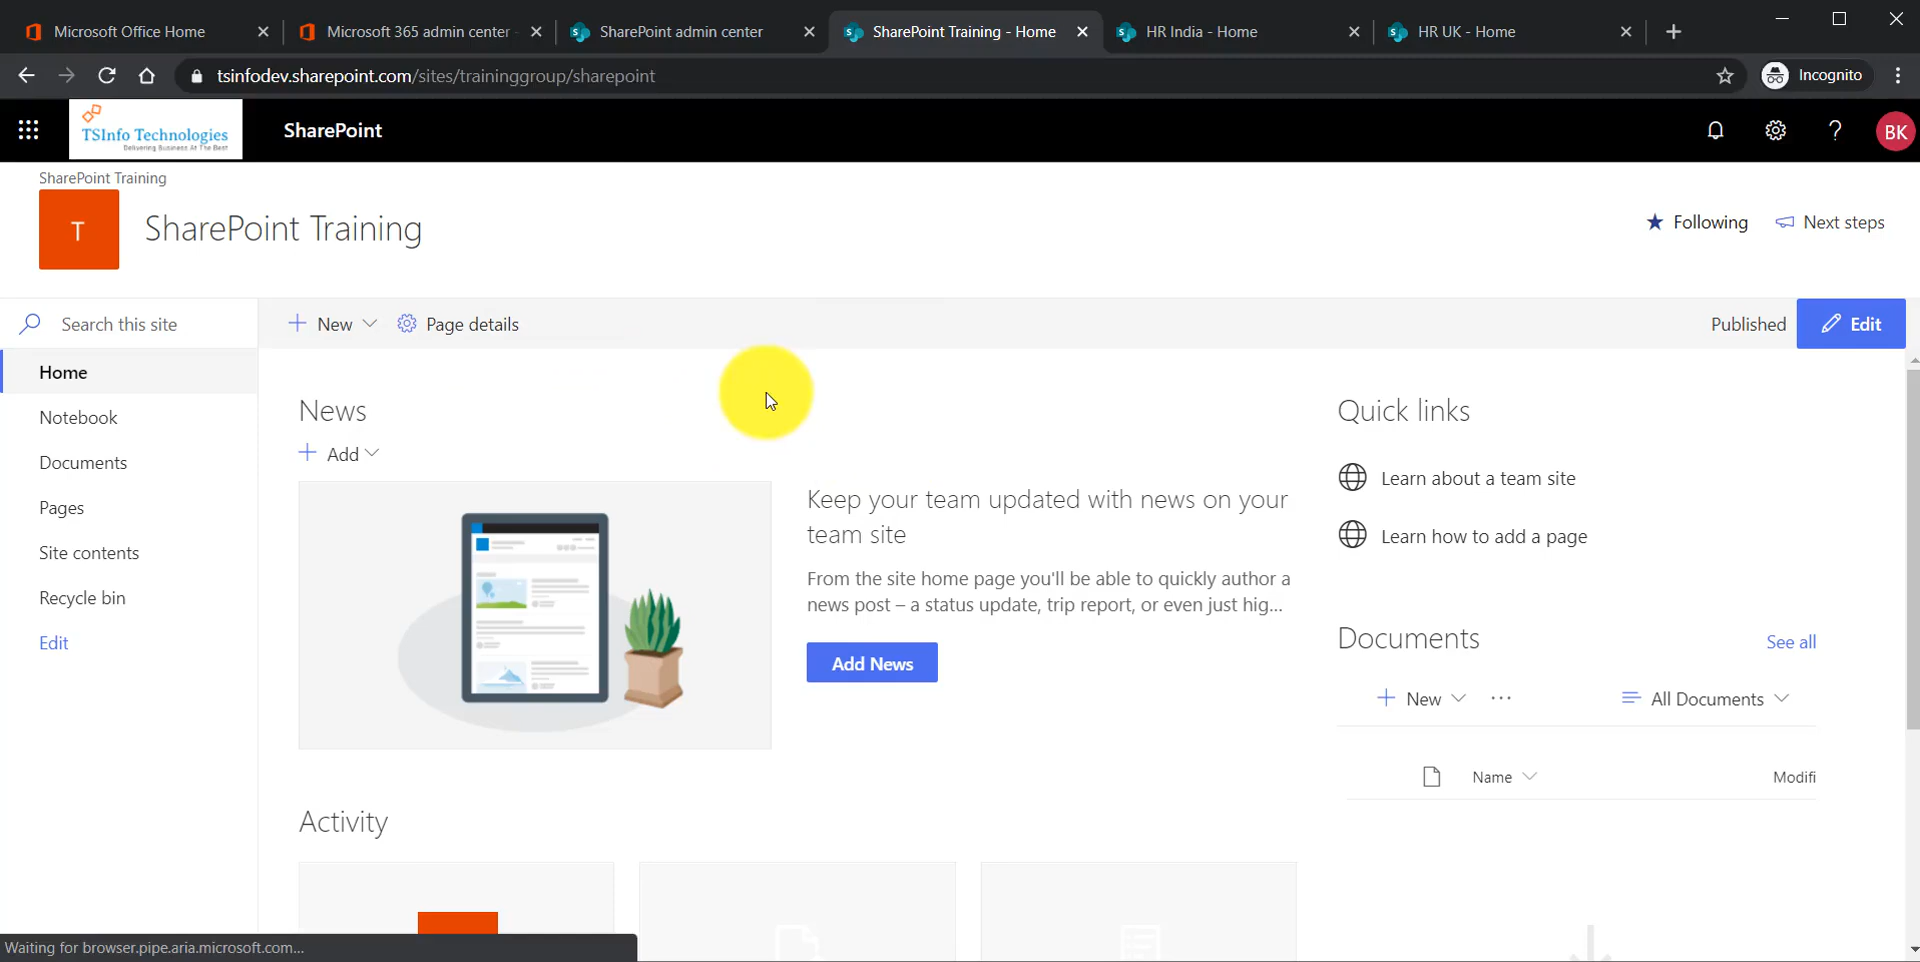 Microsoft Office Home
Microsoft 365 admin center -
SharePoint admin center
SharePoint Training - Home
HR India - Home
HR UK - Home
tsinfodev.sharepoint.com/sites/traininggroup/sharepoint
Incognito
TSInfo Technologies
Delivering Business At The Best
SharePoint
?
BK
SharePoint Training
T
SharePoint Training
Following
Next steps
Search this site
New
Page details
Published
Edit
Home
Notebook
Documents
Pages
Site contents
Recycle bin
Edit
News
Add
Keep your team updated with news on your
team site
From the site home page you'll be able to quickly author a
news post – a status update, trip report, or even just hig...
Add News
Quick links
Learn about a team site
Learn how to add a page
Documents
See all
New
All Documents
Name
Modifi
Activity
Waiting for browser.pipe.aria.microsoft.com...